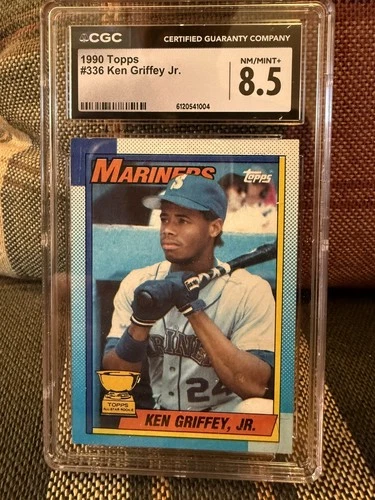 CGC
CERTIFIED GUARANTY COMPANY
1990 Topps
#336 Ken Griffey Jr.
NM/MINT+
8.5
6120541004
MARINERS
topps
S
MARINERS
24
TOPPS
ALL-STAR ROOKIE
KEN GRIFFEY, JR.